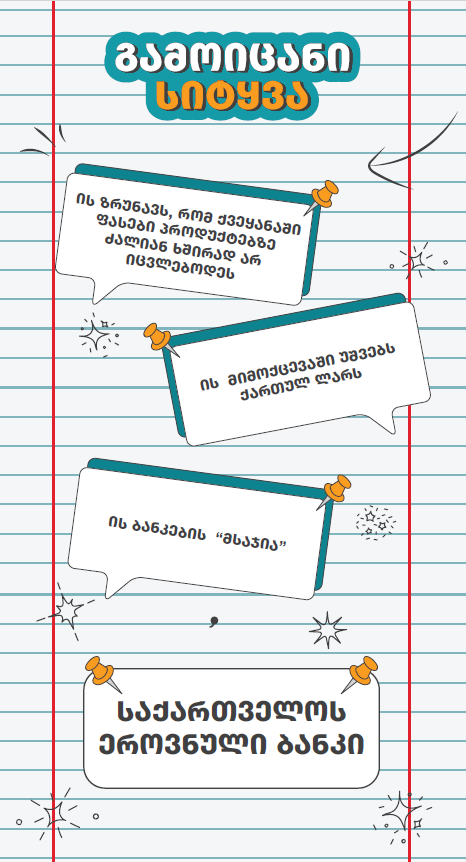 გამოიცანი
სიტყვა
ის ზრუნავს, რომ ქვეყანაში
ფასები პროდუქტებზე
ძალიან ხშირად არ
იცვლებოდეს
ის მიმოქცევაში უშვებს
ქართულ ლარს
ის ბანკების “მსაჯია”
საქართველოს
ეროვნული ბანკი